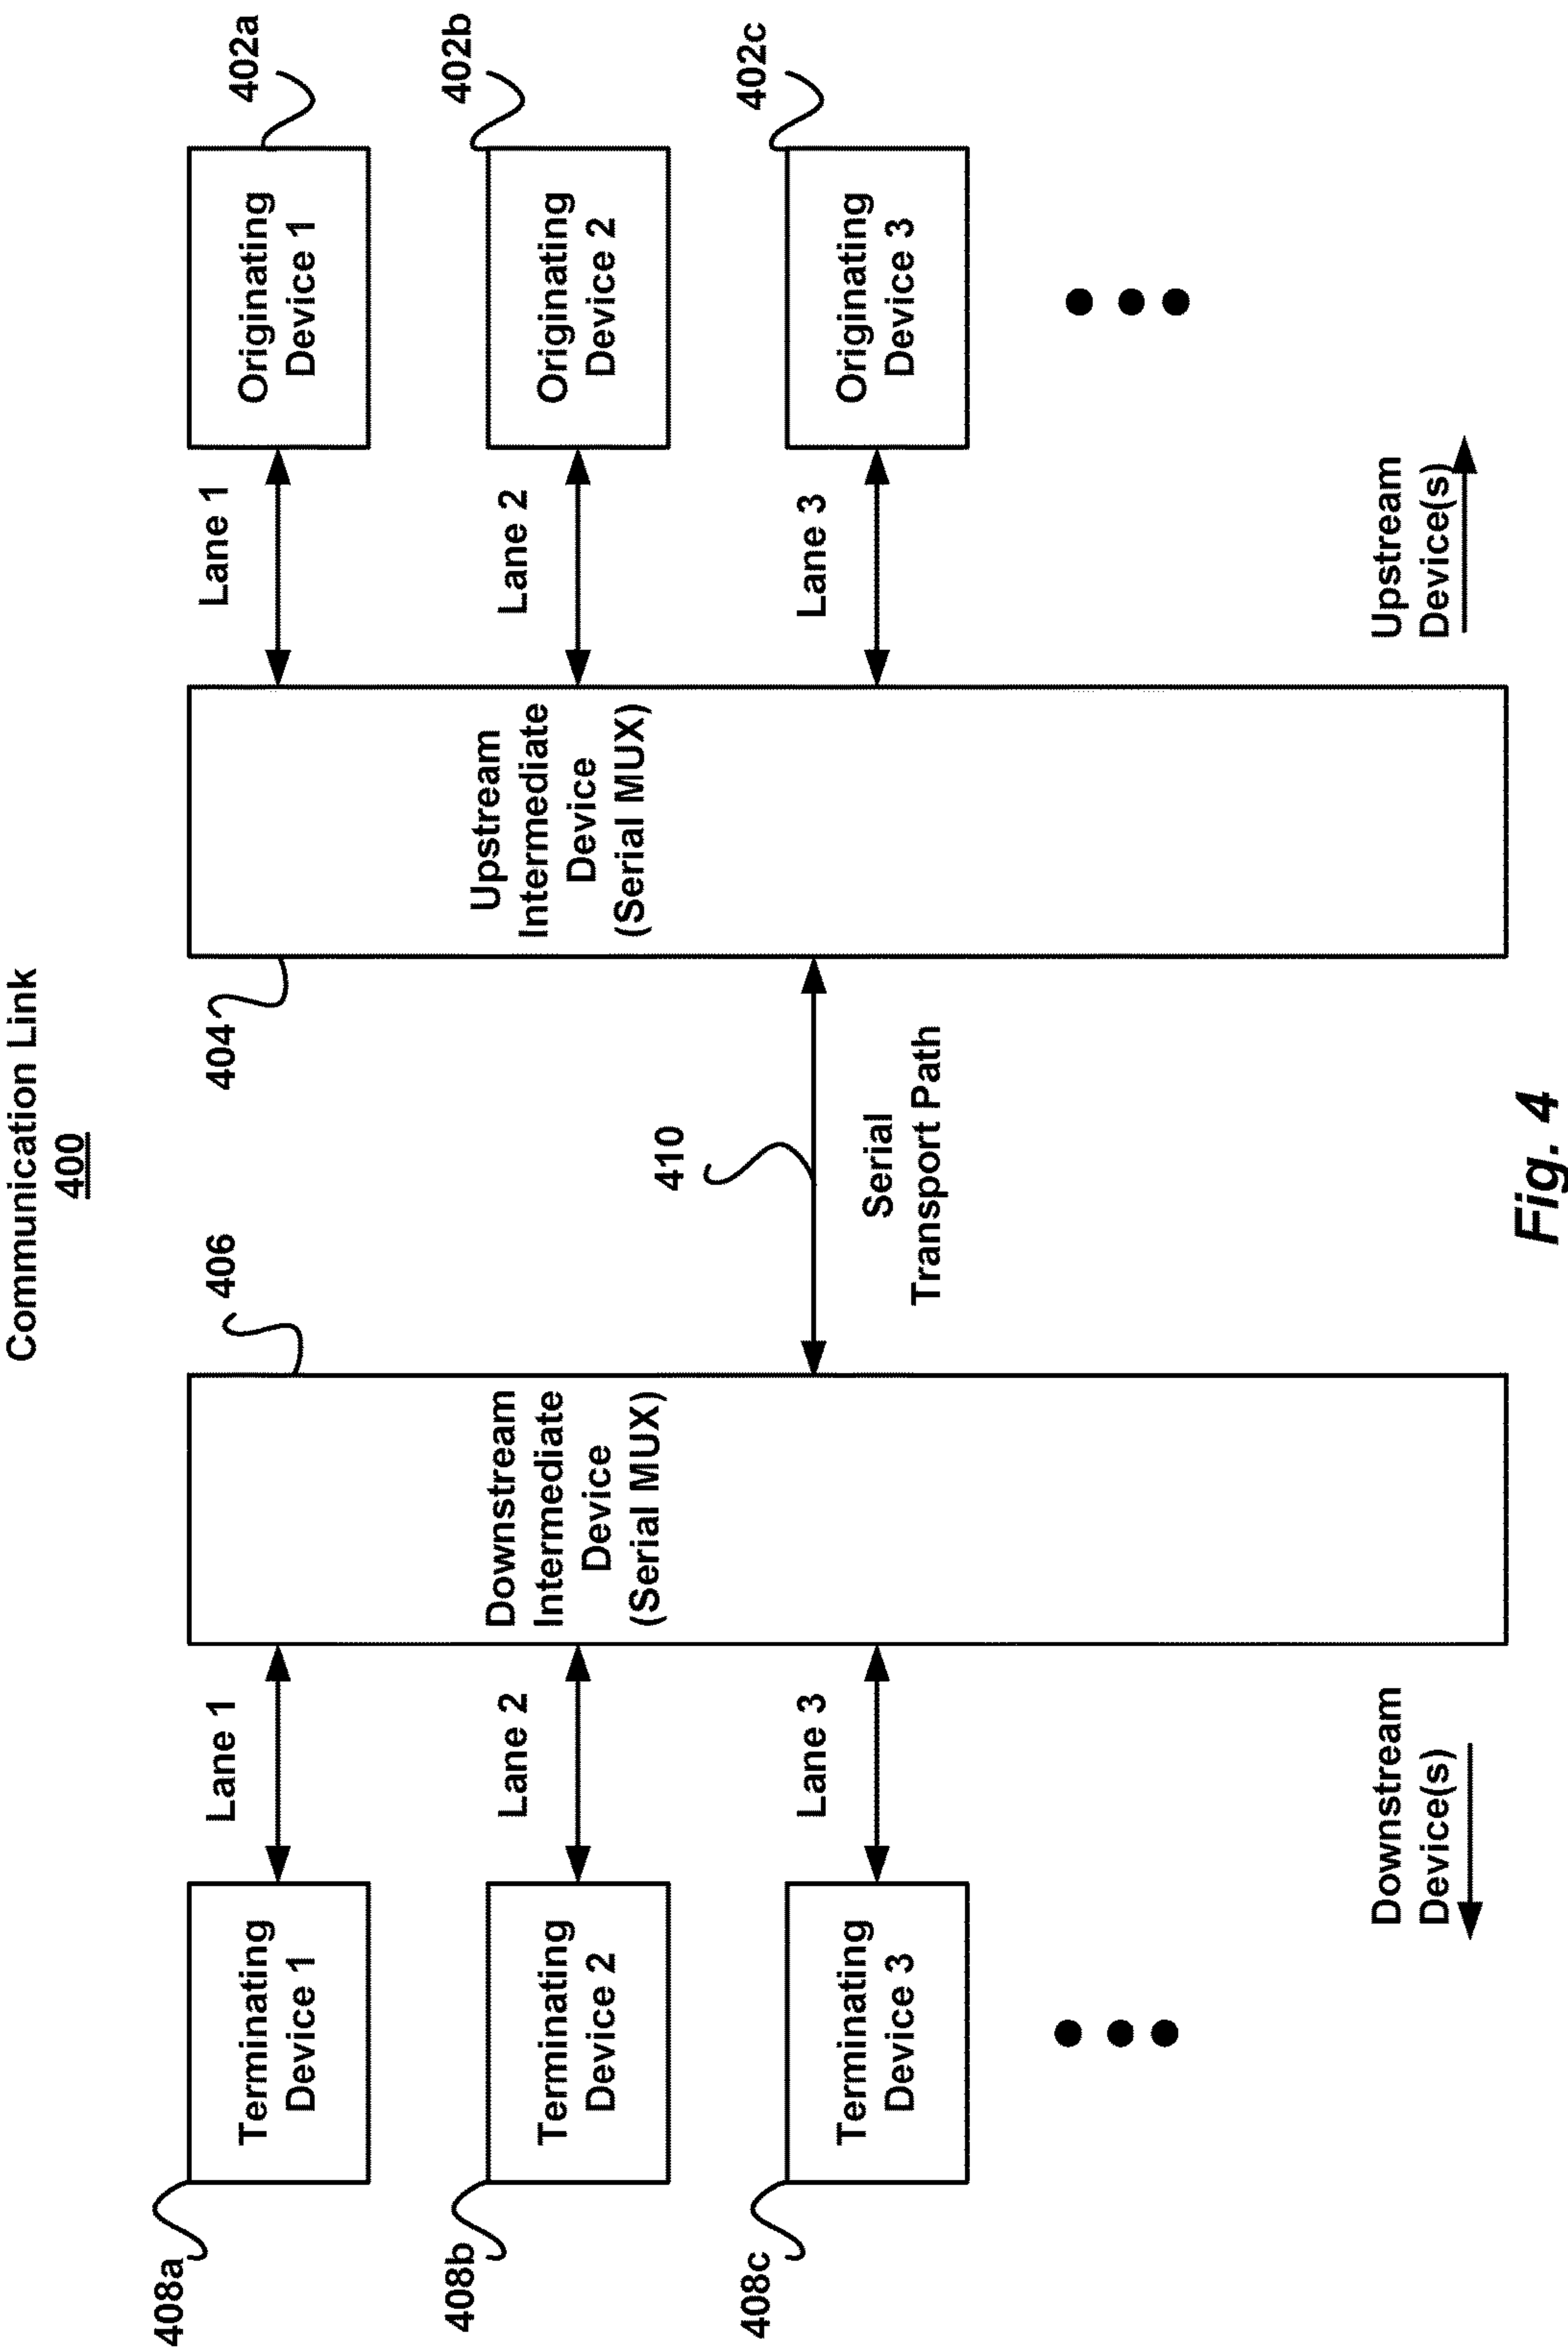 Communication Link
400
408a
Terminating
Device 1
Lane 1
406
404
Lane 1
Originating
Device 1
402a
408b
Terminating
Device 2
Lane 2
Downstream
Intermediate
Device
(Serial MUX)
410
Serial
Transport Path
Upstream
Intermediate
Device
(Serial MUX)
Lane 2
Originating
Device 2
402b
408c
Terminating
Device 3
Lane 3
Lane 3
Originating
Device 3
402c
Downstream
Device(s)
Upstream
Device(s)
Fig. 4